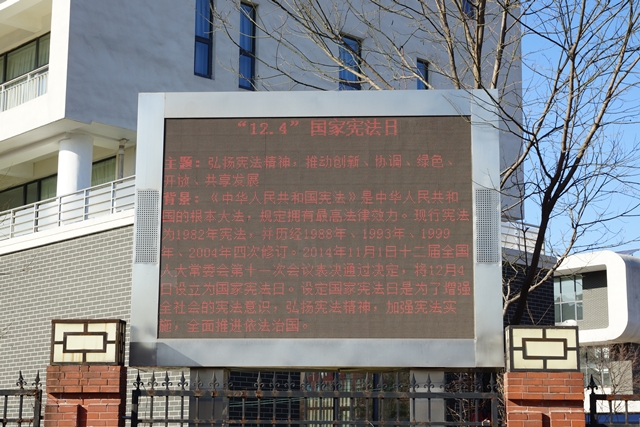 “12.4”国家宪法日
主题：弘扬宪法精神，推动创新、协调、绿色、
开放、共享发展
背景：《中华人民共和国宪法》是中华人民共和
国的根本大法，规定拥有最高法律效力。现行宪法
为1982年宪法，并历经1988年、1993年、1999
年、2004年四次修订。2014年11月1日十二届全国
人大常委会第十一次会议表决通过决定，将12月4
日设立为国家宪法日。设定国家宪法日是为了增强
全社会的宪法意识，弘扬宪法精神，加强宪法实
施，全面推进依法治国。